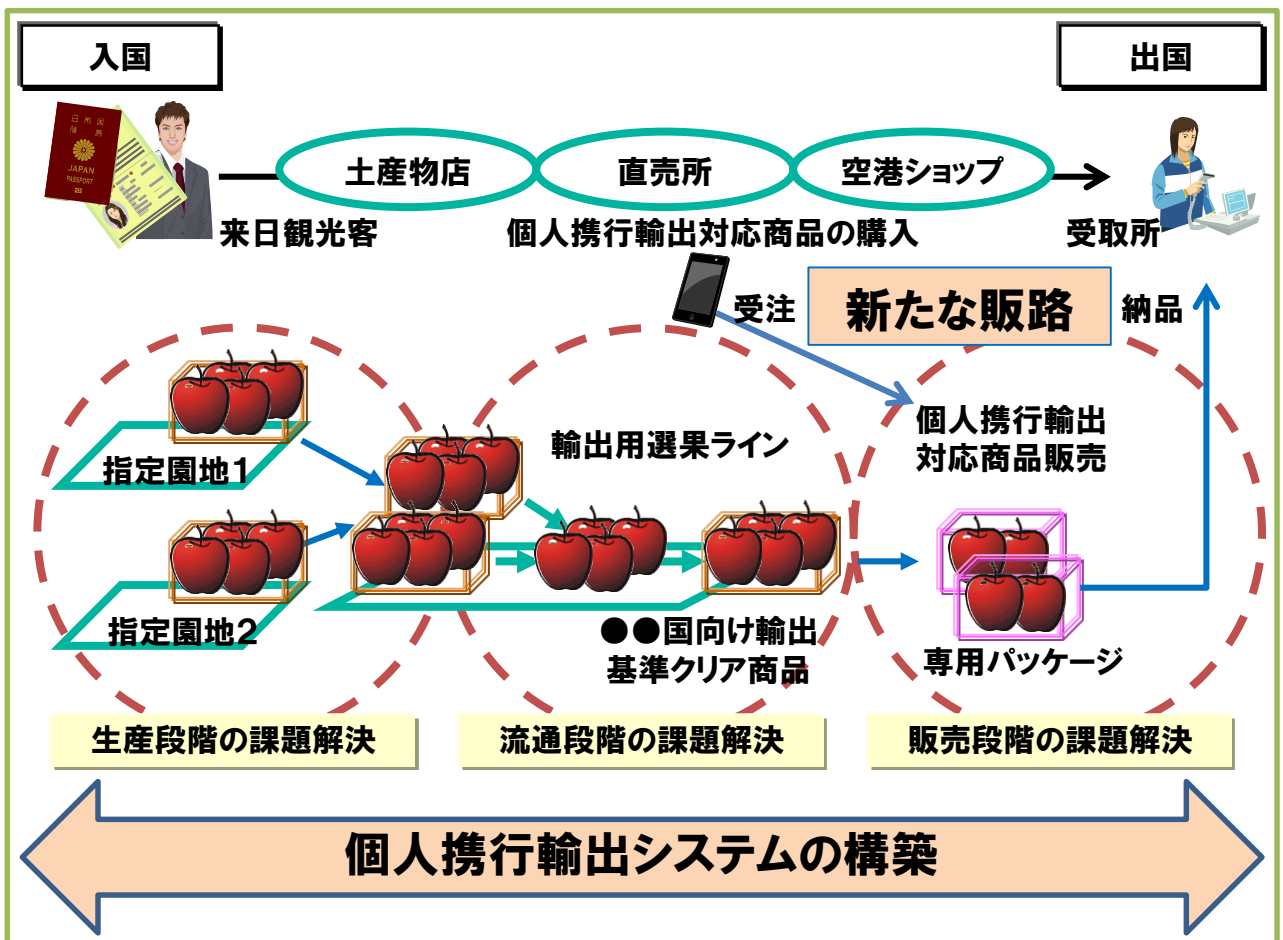 入国
出国
日本国
旅券
JAPAN
PASSPORT
土産物店
直売所
空港ショップ
来日観光客
個人携行輸出対応商品の購入
受取所
受注
新たな販路
納品
指定園地1
輸出用選果ライン
個人携行輸出
対応商品販売
指定園地2
●●国向け輸出
基準クリア商品
専用パッケージ
生産段階の課題解決
流通段階の課題解決
販売段階の課題解決
個人携行輸出システムの構築